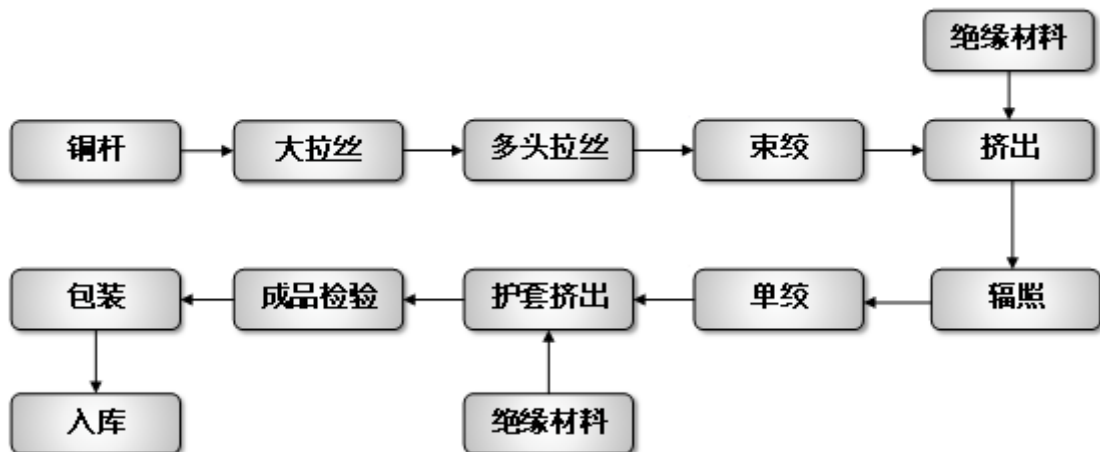 绝缘材料
铜杆
大拉丝
多头拉丝
束绞
挤出
包装
成品检验
护套挤出
单绞
辐照
入库
绝缘材料